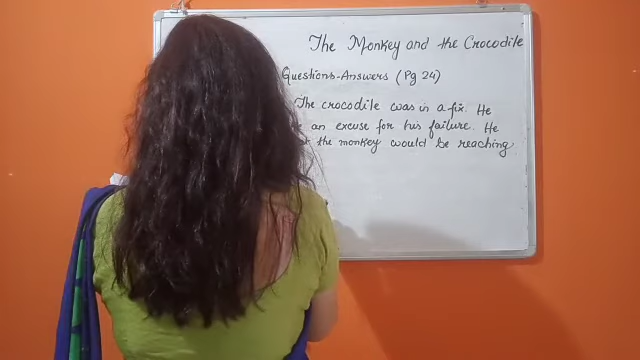 The Monkey and the Crocodile
Questions-Answers (Pg 24)
The crocodile was in a fix. He
an excuse for his failure. He
the monkey would be reaching